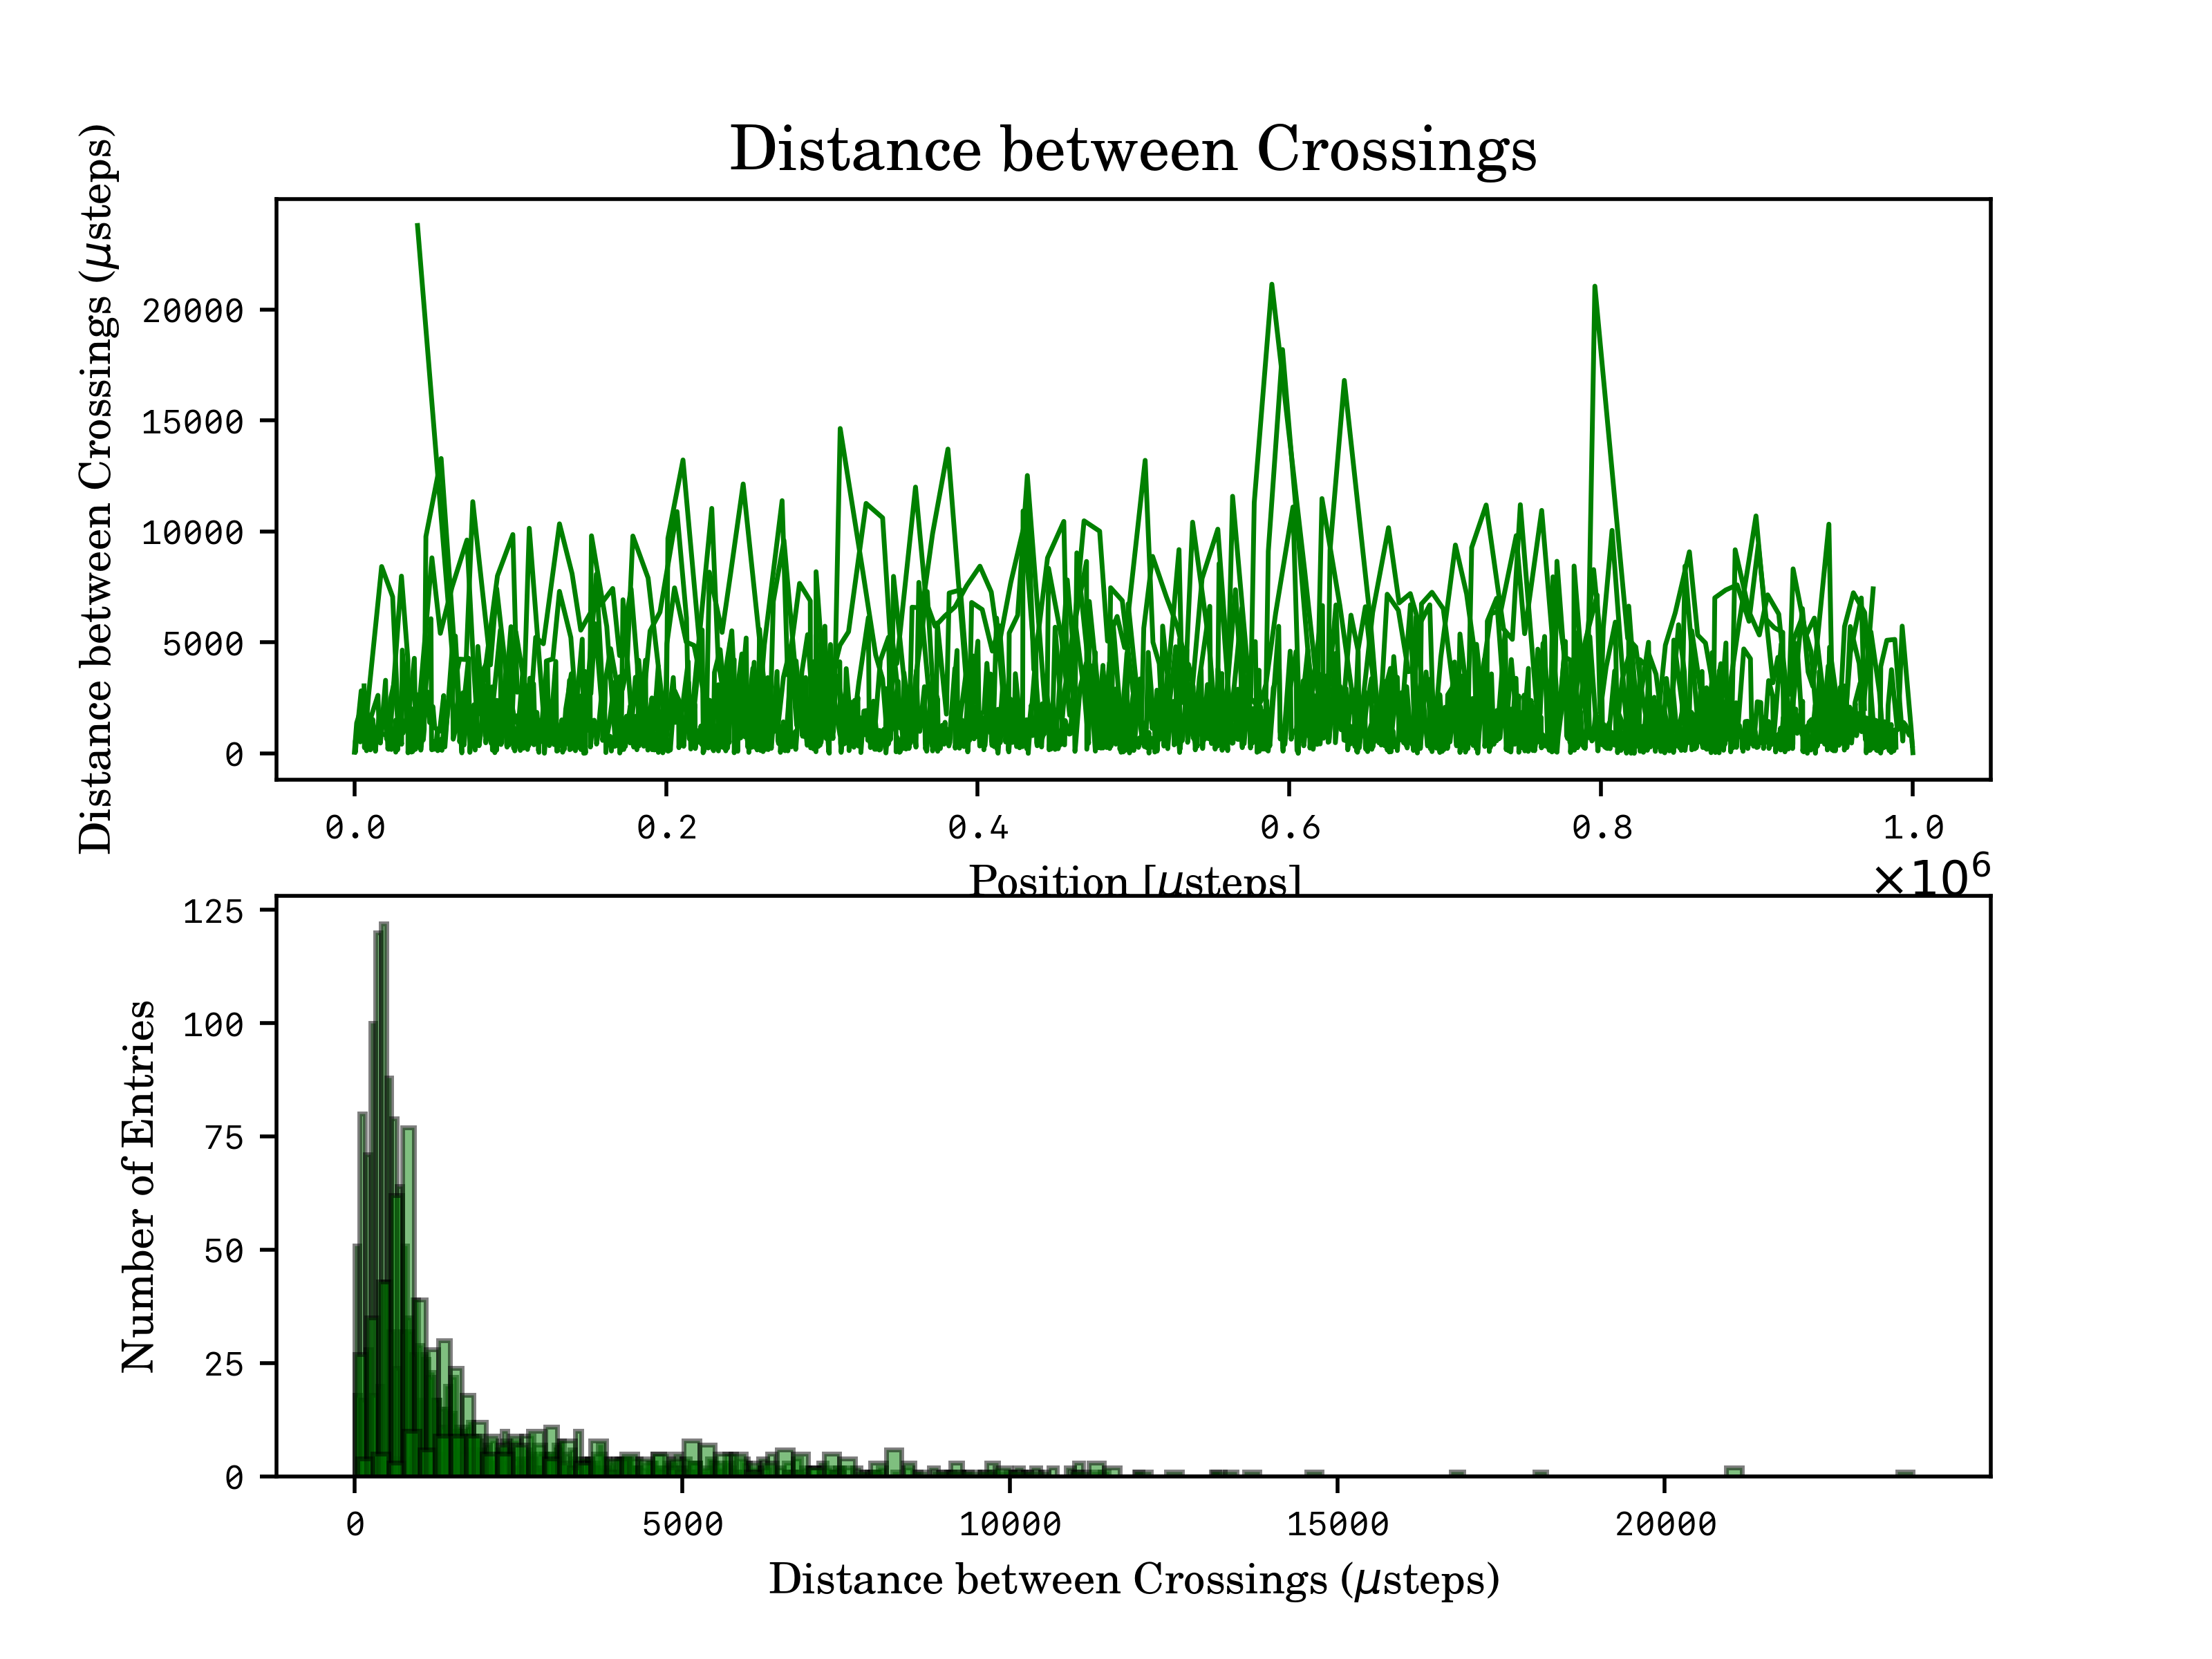 Distance between Crossings
Distance between Crossings (μsteps)
20000
15000
10000
5000
0
0.0 0.2 0.4 0.6 0.8 1.0
Position [μsteps]
×10⁶
Number of Entries
125
100
75
50
25
0
0 5000 10000 15000 20000
Distance between Crossings (μsteps)